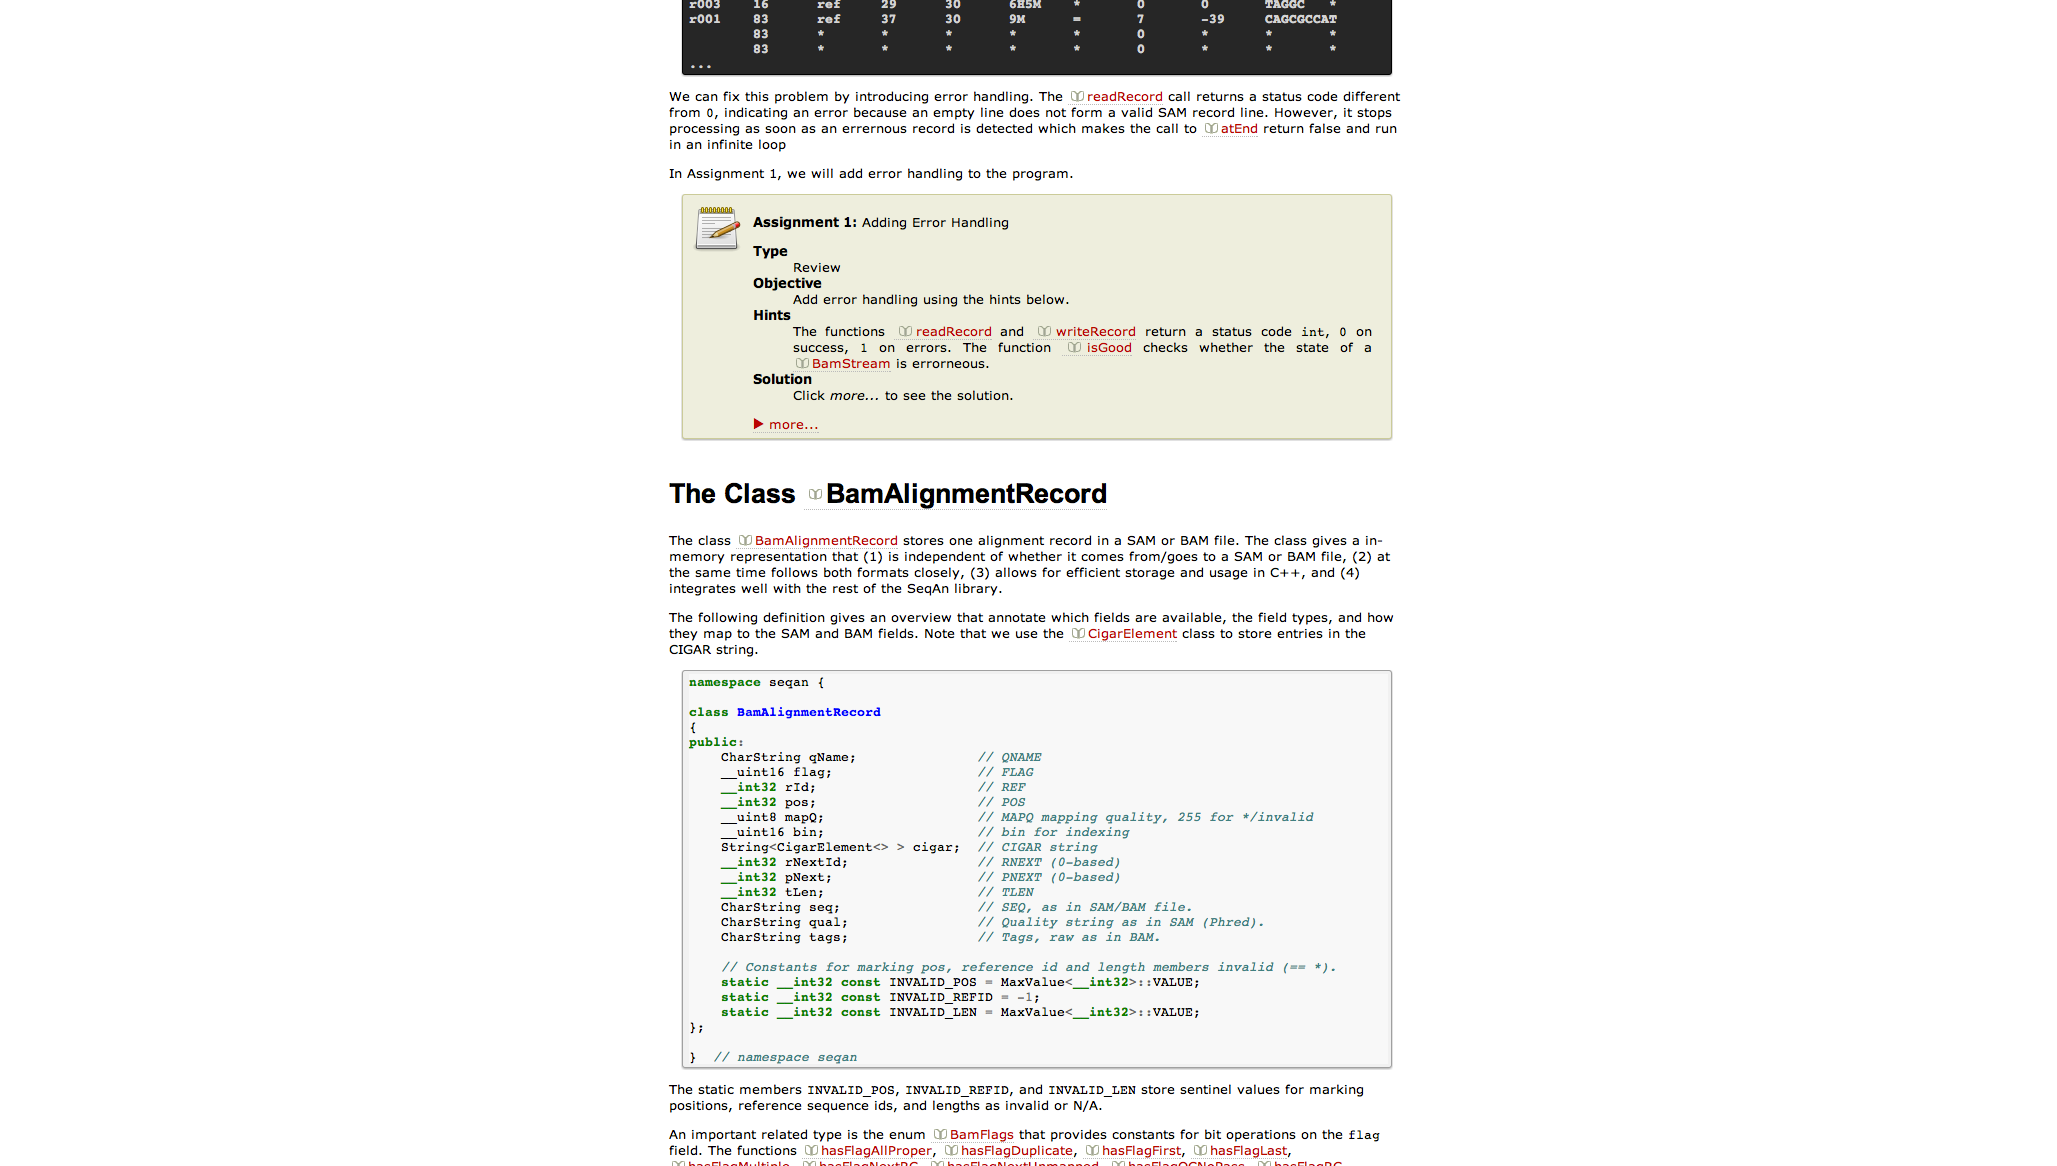 r003 16 ref 29 30 6H5M * 0 0 TAGGC *
r001 83 ref 37 30 9M = 7 -39 CAGCGCCAT
83 * * * * * 0 * * *
83 * * * * * 0 * * *
...
We can fix this problem by introducing error handling. The readRecord call returns a status code different
from 0, indicating an error because an empty line does not form a valid SAM record line. However, it stops
processing as soon as an errernous record is detected which makes the call to atEnd return false and run
in an infinite loop
In Assignment 1, we will add error handling to the program.
Assignment 1: Adding Error Handling
Type
Review
Objective
Add error handling using the hints below.
Hints
The functions readRecord and writeRecord return a status code int, 0 on
success, 1 on errors. The function isGood checks whether the state of a
BamStream is errorneous.
Solution
Click more... to see the solution.
more...
The Class BamAlignmentRecord
The class BamAlignmentRecord stores one alignment record in a SAM or BAM file. The class gives a in-
memory representation that (1) is independent of whether it comes from/goes to a SAM or BAM file, (2) at
the same time follows both formats closely, (3) allows for efficient storage and usage in C++, and (4)
integrates well with the rest of the SeqAn library.
The following definition gives an overview that annotate which fields are available, the field types, and how
they map to the SAM and BAM fields. Note that we use the CigarElement class to store entries in the
CIGAR string.
namespace seqan {
class BamAlignmentRecord
{
public:
CharString qName; // QNAME
__uint16 flag; // FLAG
__int32 rId; // REF
__int32 pos; // POS
__uint8 mapQ; // MAPQ mapping quality, 255 for */invalid
__uint16 bin; // bin for indexing
String<CigarElement<> > cigar; // CIGAR string
__int32 rNextId; // RNEXT (0-based)
__int32 pNext; // PNEXT (0-based)
__int32 tLen; // TLEN
CharString seq; // SEQ, as in SAM/BAM file.
CharString qual; // Quality string as in SAM (Phred).
CharString tags; // Tags, raw as in BAM.
// Constants for marking pos, reference id and length members invalid (== *).
static __int32 const INVALID_POS = MaxValue<__int32>::VALUE;
static __int32 const INVALID_REFID = -1;
static __int32 const INVALID_LEN = MaxValue<__int32>::VALUE;
};
} // namespace seqan
The static members INVALID_POS, INVALID_REFID, and INVALID_LEN store sentinel values for marking
positions, reference sequence ids, and lengths as invalid or N/A.
An important related type is the enum BamFlags that provides constants for bit operations on the flag
field. The functions hasFlagAllProper, hasFlagDuplicate, hasFlagFirst, hasFlagLast,
hasFlagMultiple, hasFlagNextRC, hasFlagNextUnmapped, hasFlagQCNoPass, hasFlagRC,